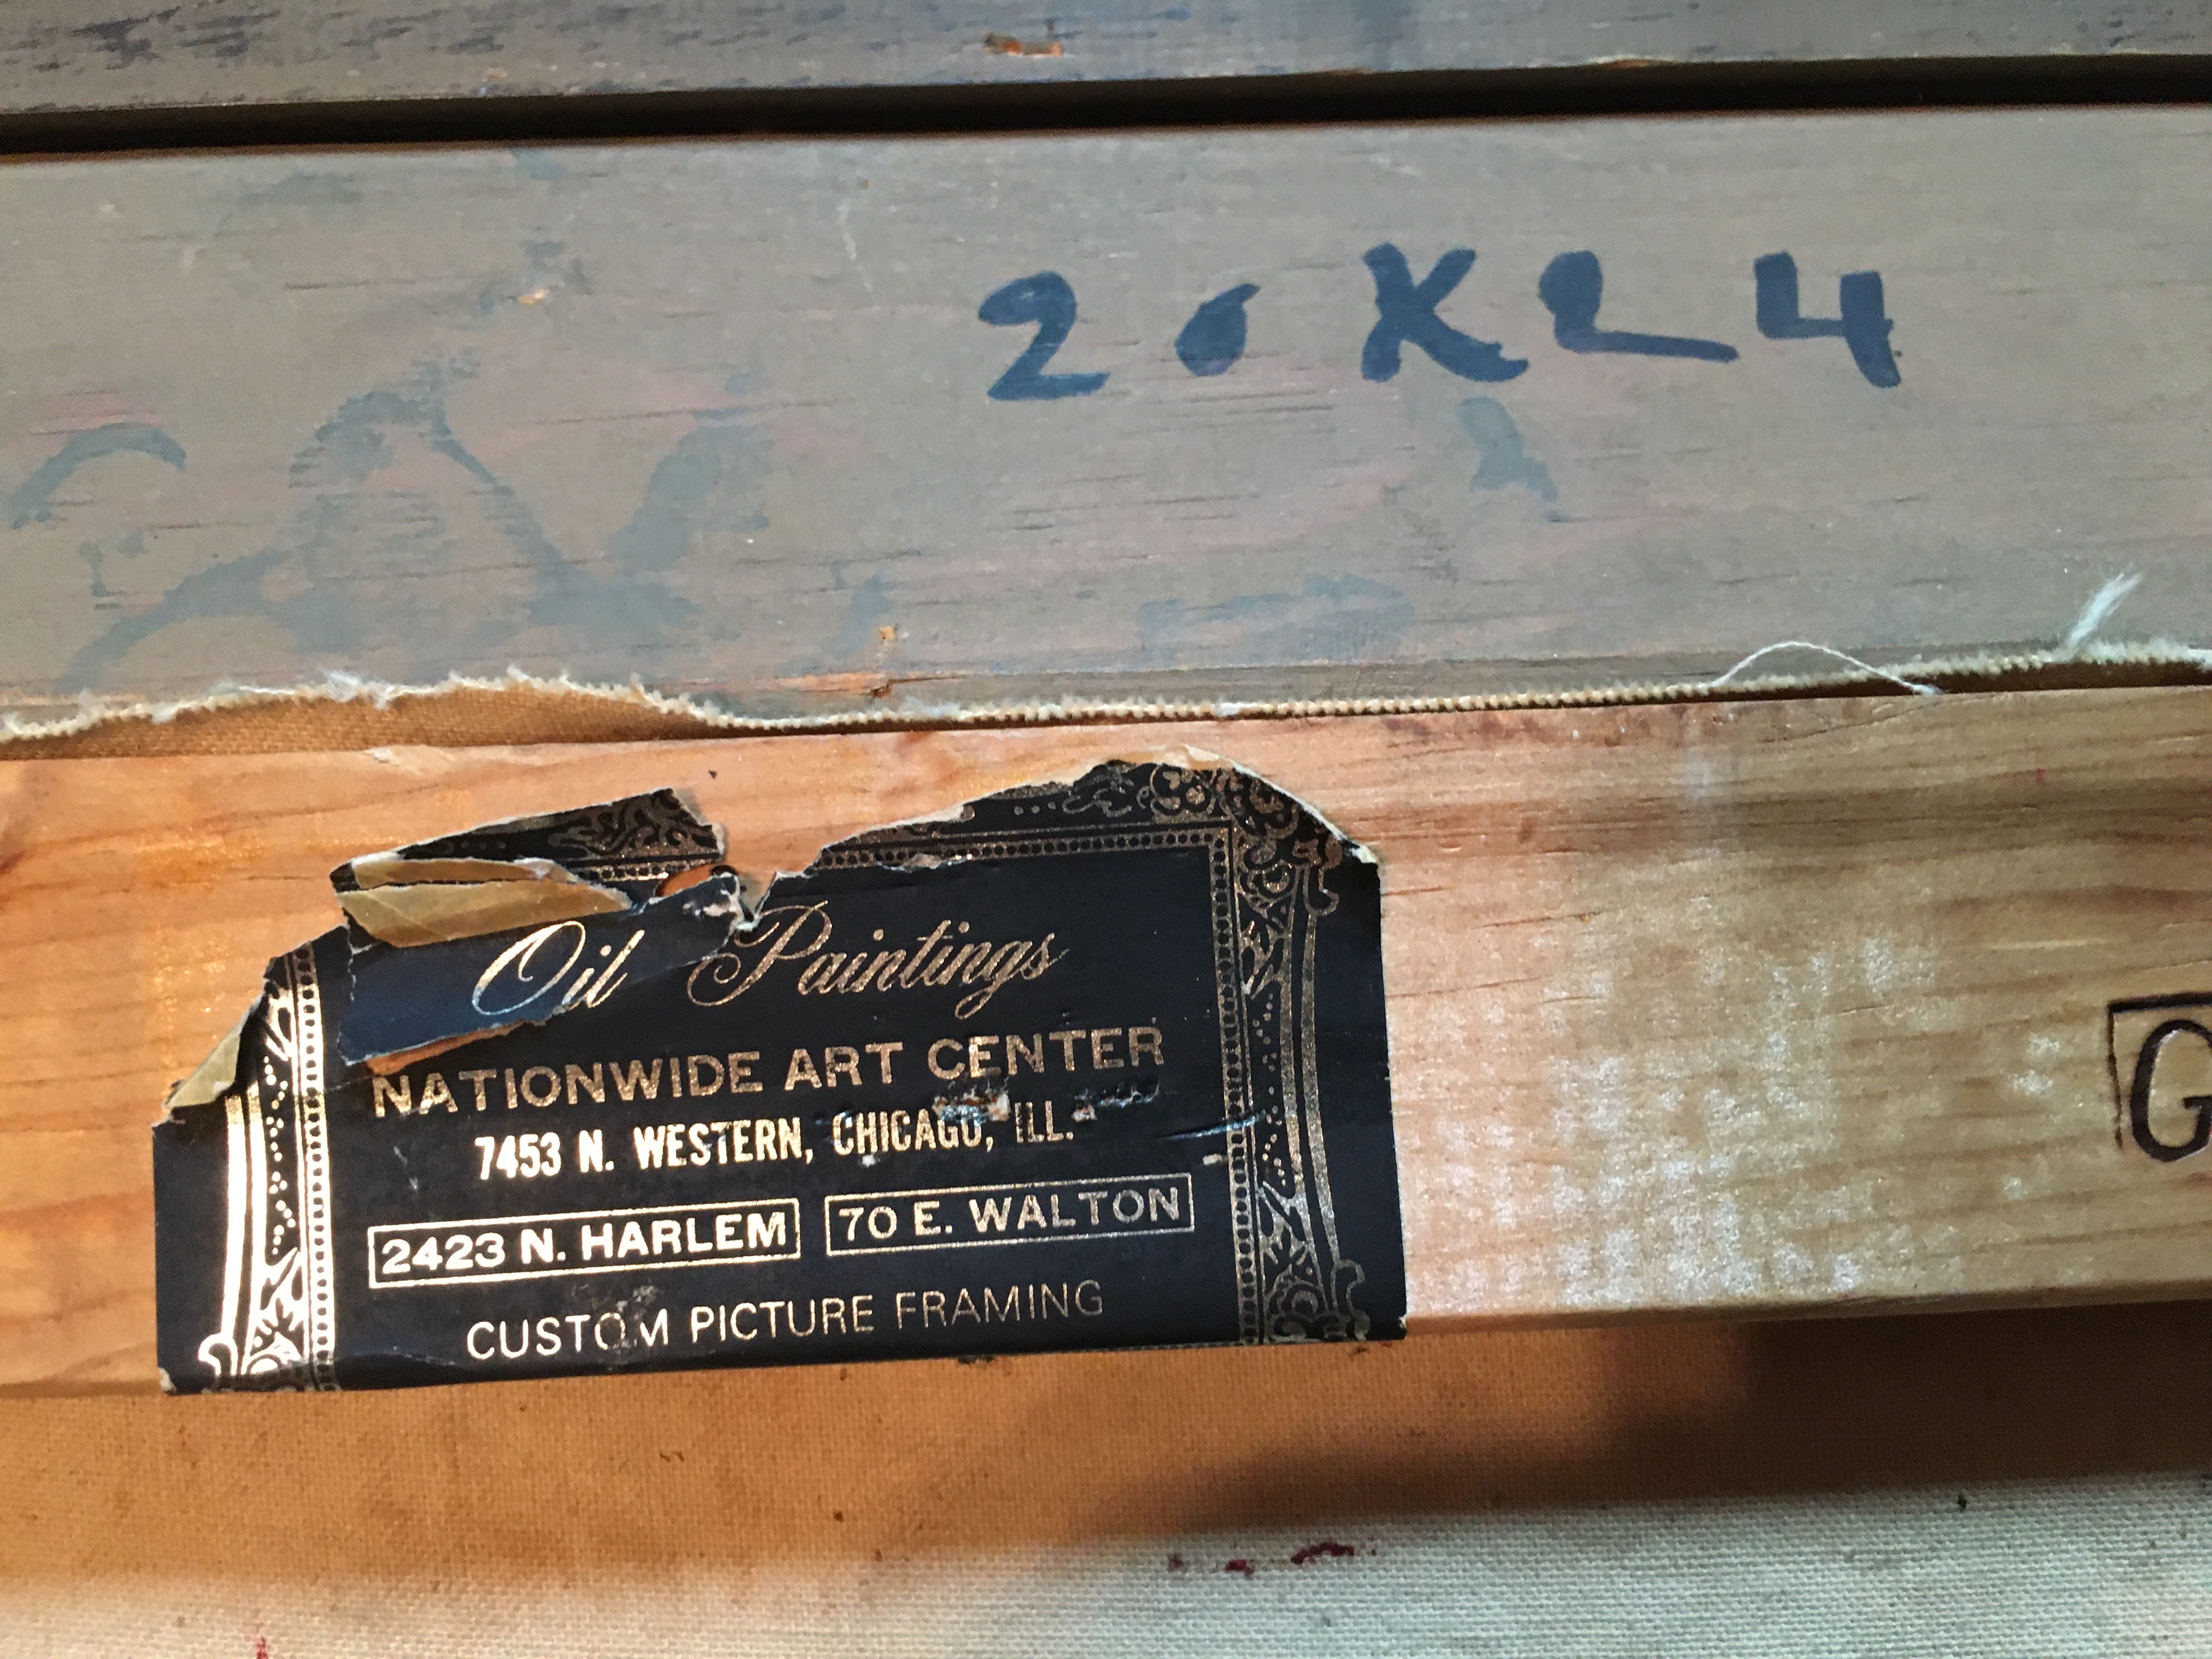 20X24
Oil Paintings
NATIONWIDE ART CENTER
7453 N. WESTERN, CHICAGO, ILL.
2423 N. HARLEM 70 E. WALTON
CUSTOM PICTURE FRAMING
G